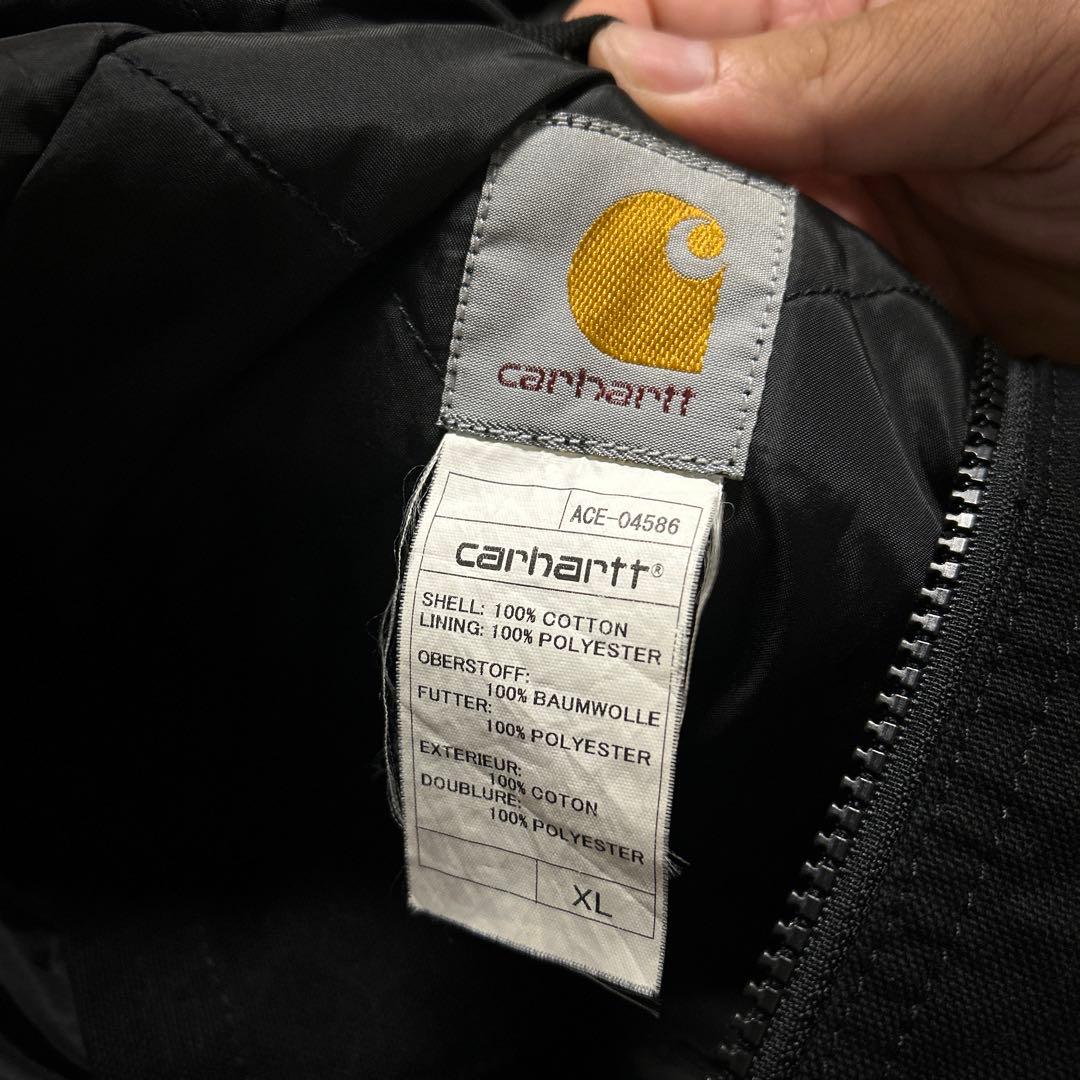 carhartt
ACE-04586
carhartt®
SHELL: 100% COTTON
LINING: 100% POLYESTER
OBERSTOFF:
100% BAUMWOLLE
FUTTER:
100% POLYESTER
EXTERIEUR:
100% COTON
DOUBLURE:
100% POLYESTER
XL